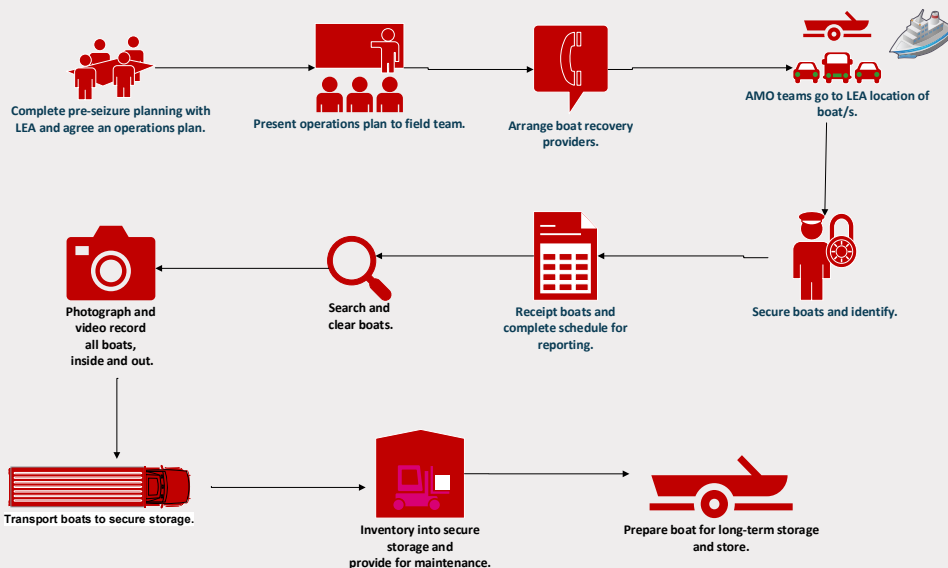 Complete pre-seizure planning with
LEA and agree an operations plan.
Present operations plan to field team.
Arrange boat recovery
providers.
AMO teams go to LEA location of
boat/s.
Secure boats and identify.
Receipt boats and
complete schedule for
reporting.
Search and
clear boats.
Photograph and
video record
all boats,
inside and out.
Transport boats to secure storage.
Inventory into secure
storage and
provide for maintenance.
Prepare boat for long-term storage
and store.